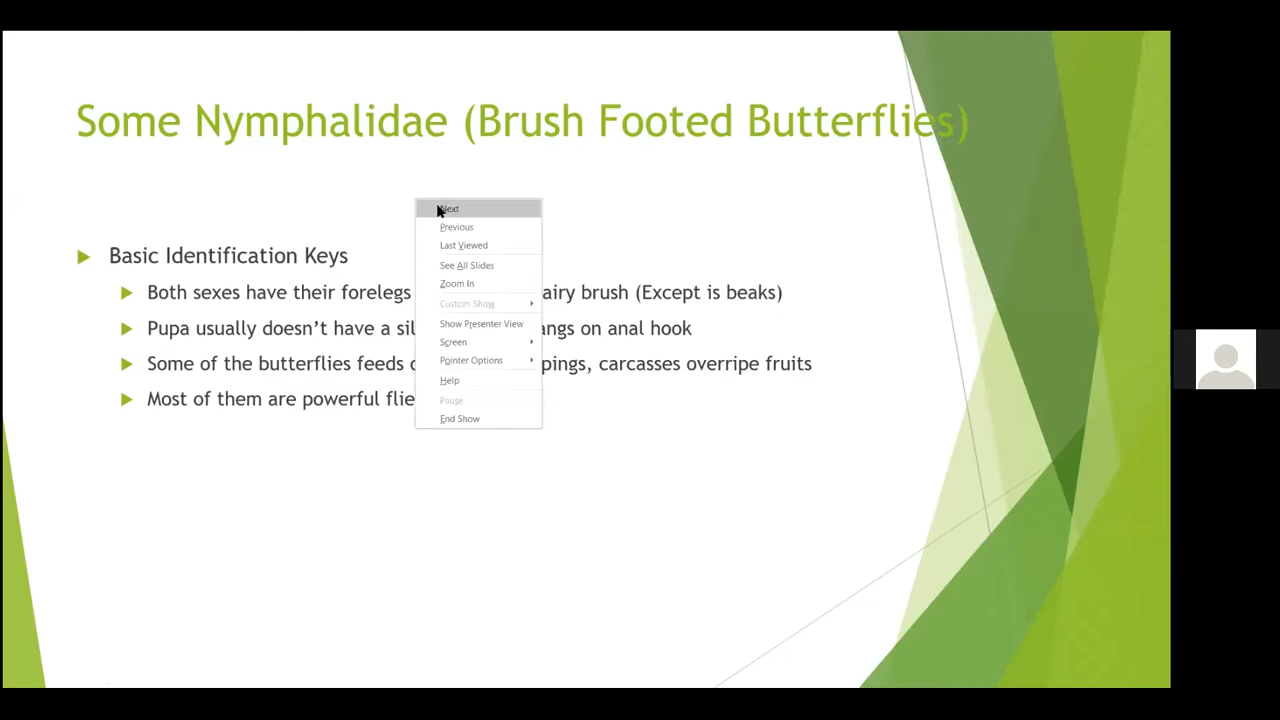 Some Nymphalidae (Brush Footed Butterflies)
Basic Identification Keys
Both sexes have their forelegs airy brush (Except is beaks)
Pupa usually doesn't have a sil angs on anal hook
Some of the butterflies feeds pings, carcasses overripe fruits
Most of them are powerful flie
Next
Previous
Last Viewed
See All Slides
Zoom In
Custom Show
Show Presenter View
Screen
Pointer Options
Help
Pause
End Show